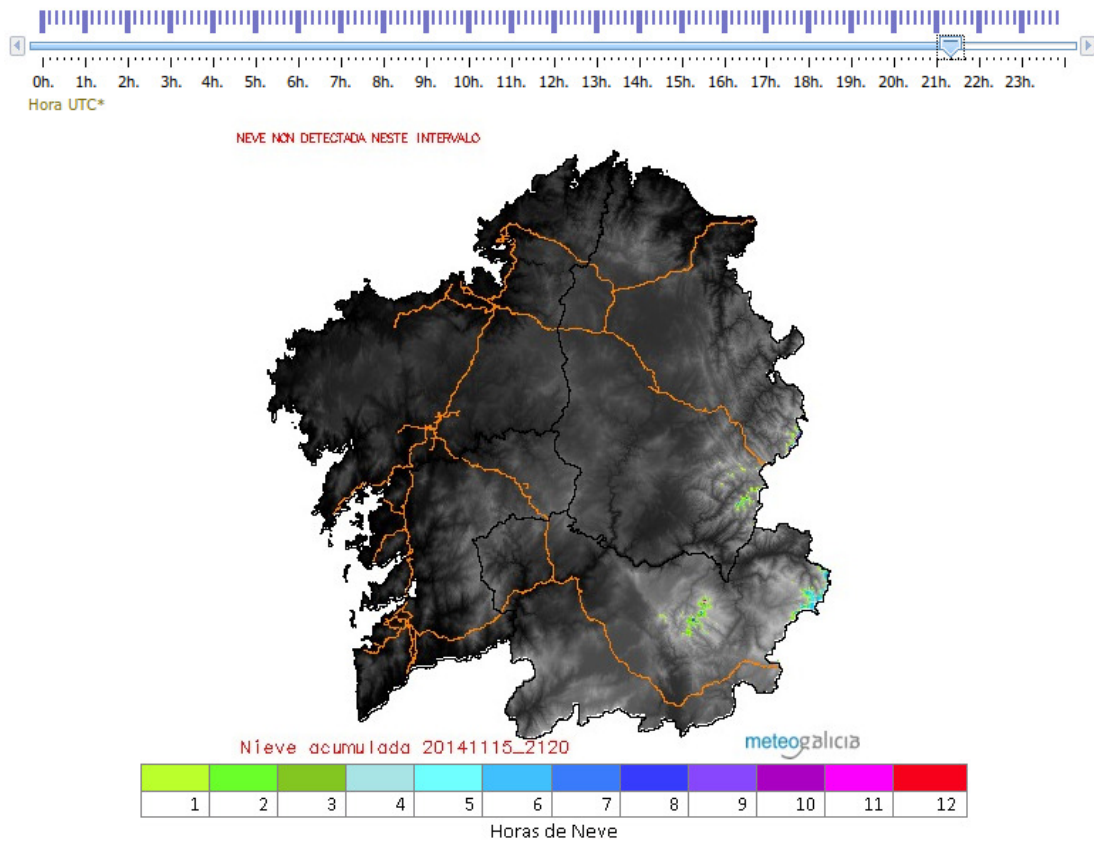 0h. 1h. 2h. 3h. 4h. 5h. 6h. 7h. 8h. 9h. 10h. 11h. 12h. 13h. 14h. 15h. 16h. 17h. 18h. 19h. 20h. 21h. 22h. 23h.
Hora UTC*
NEVE NON DETECTADA NESTE INTERVALO
Nieve acumulada 20141115_2120
meteogalicia
1 2 3 4 5 6 7 8 9 10 11 12
Horas de Neve